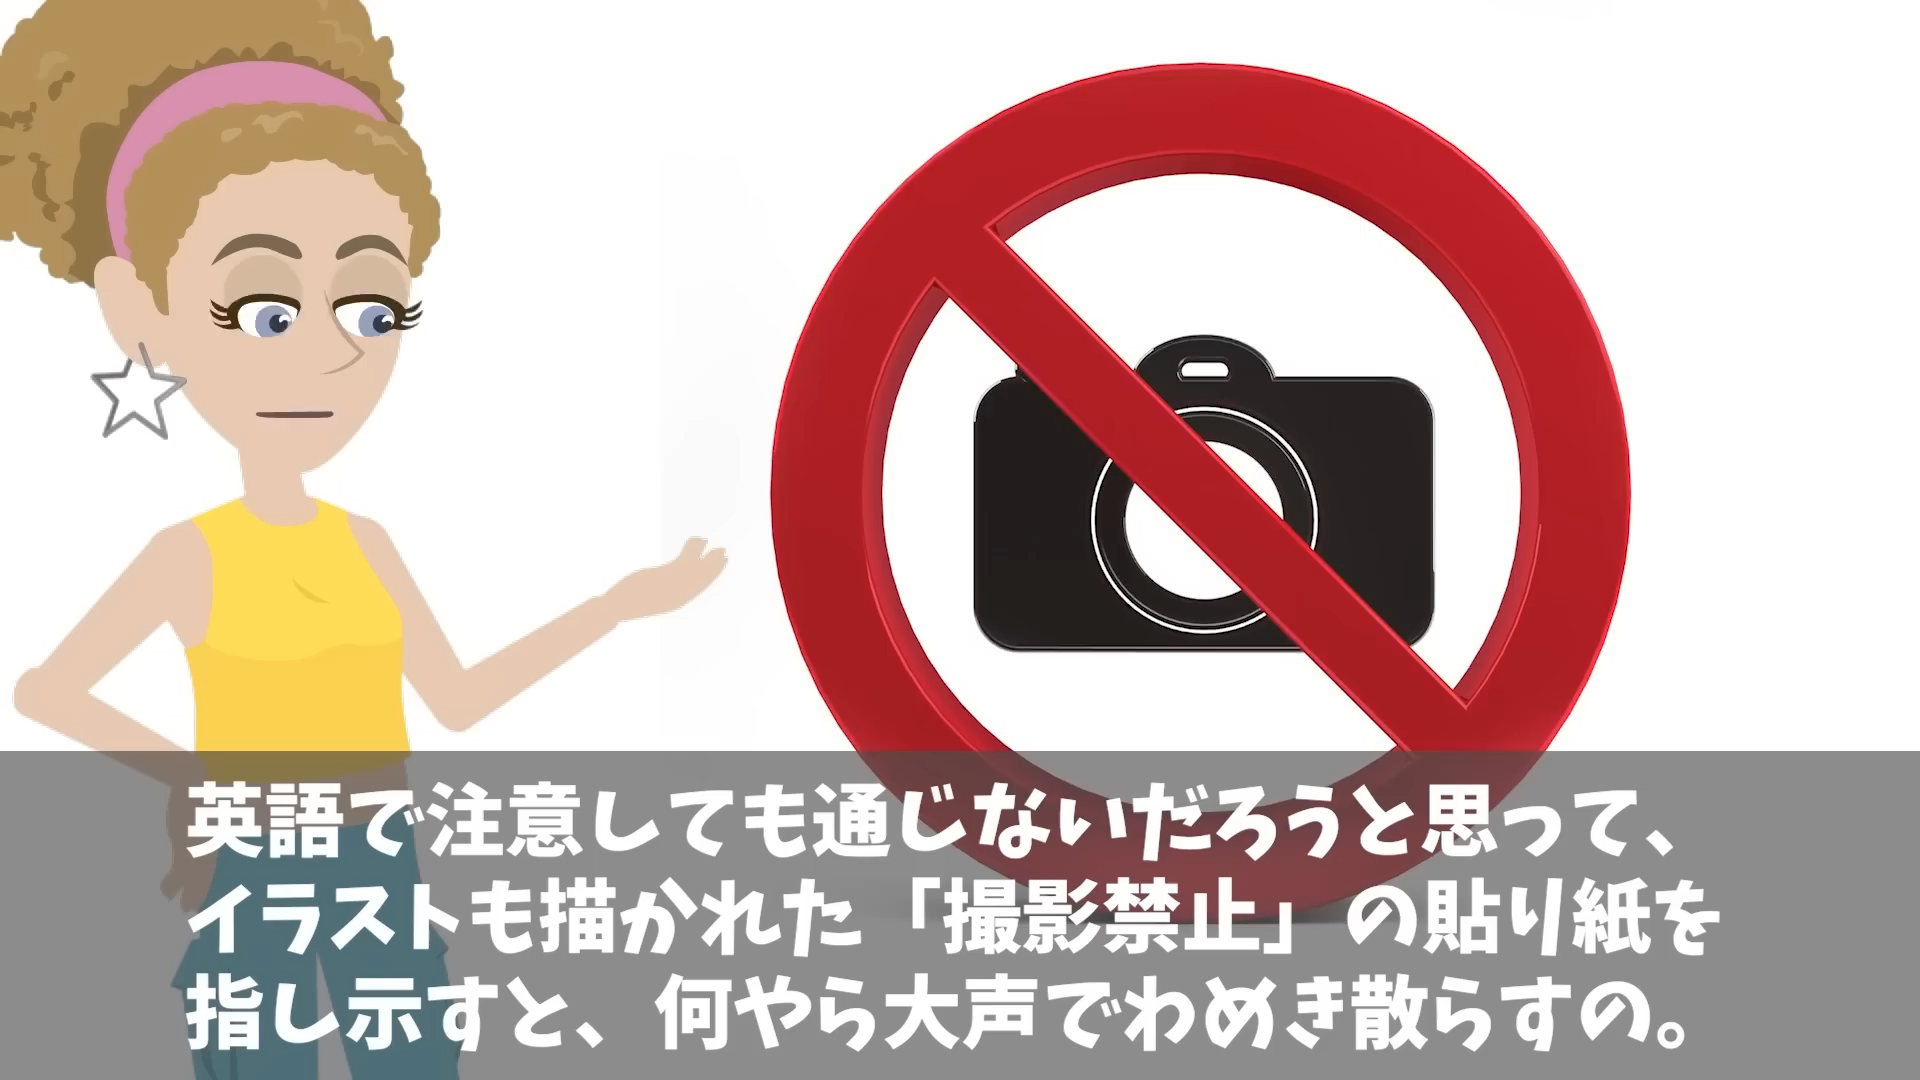 英語で注意しても通じないだろうと思って、
イラストも描かれた「撮影禁止」の貼り紙を
指し示すと、何やら大声でわめき散らすの。